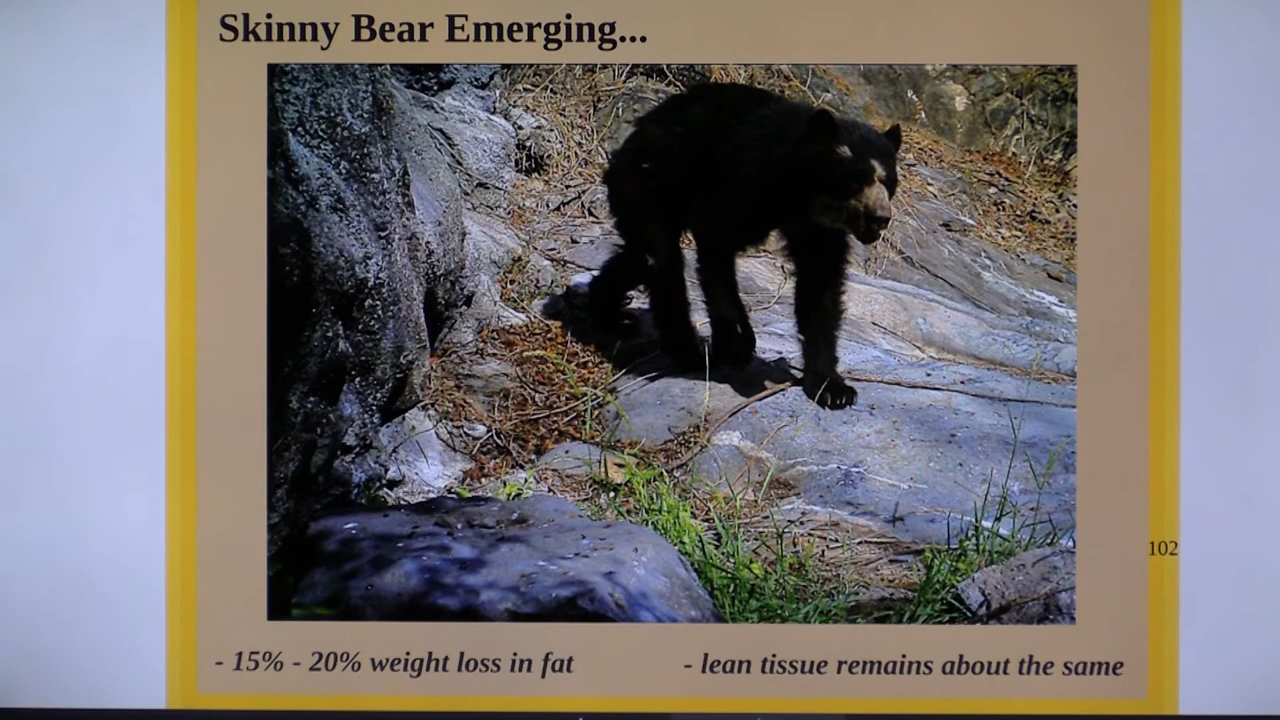 Skinny Bear Emerging...
102
- 15% - 20% weight loss in fat
- lean tissue remains about the same